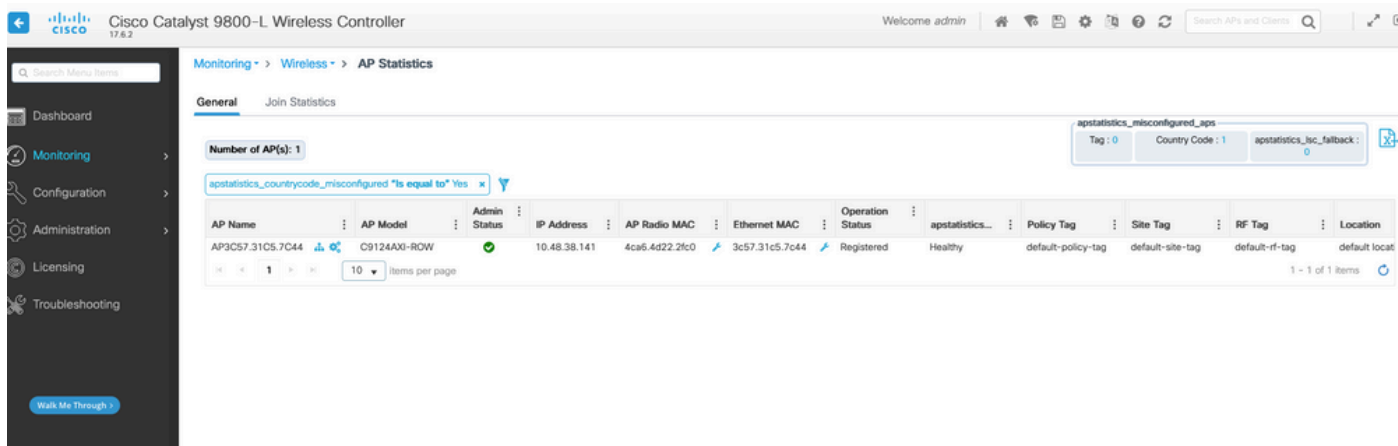 CISCO
Cisco Catalyst 9800-L Wireless Controller
17.6.2
Welcome admin
Search APs and Clients
Search Menu Items
Dashboard
Monitoring
Configuration
Administration
Licensing
Troubleshooting
Walk Me Through >
Monitoring > Wireless > AP Statistics
General Join Statistics
Number of AP(s): 1
apstatistics_misconfigured_aps
Tag : 0 Country Code : 1 apstatistics_lsc_fallback : 0
apstatistics_countrycode_misconfigured "Is equal to" Yes ×
AP Name AP Model Admin Status IP Address AP Radio MAC Ethernet MAC Operation Status apstatistics... Policy Tag Site Tag RF Tag Location
AP3C57.31C5.7C44 C9124AXI-ROW 10.48.38.141 4ca6.4d22.2fc0 3c57.31c5.7c44 Registered Healthy default-policy-tag default-site-tag default-rf-tag default locat
1 10 items per page 1 - 1 of 1 items